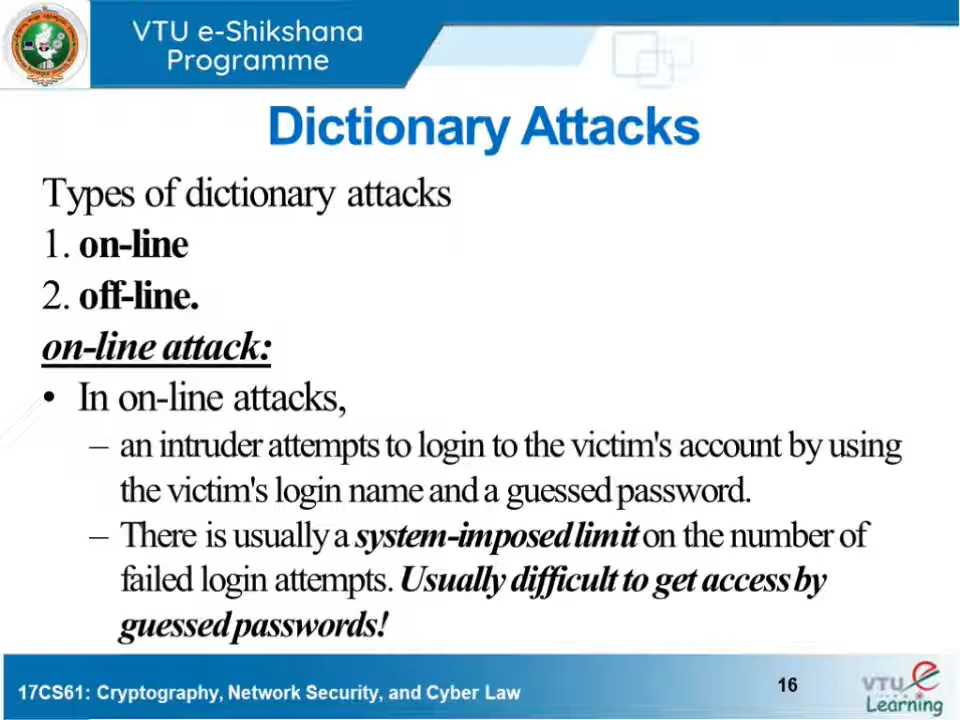 VTU e-Shikshana
Programme
Dictionary Attacks
Types of dictionary attacks
1. on-line
2. off-line.
on-line attack:
• In on-line attacks,
– an intruder attempts to login to the victim's account by using
the victim's login name and a guessed password.
– There is usually a system-imposed limit on the number of
failed login attempts. Usually difficult to get access by
guessed passwords!
17CS61: Cryptography, Network Security, and Cyber Law
16
VTU e
Learning